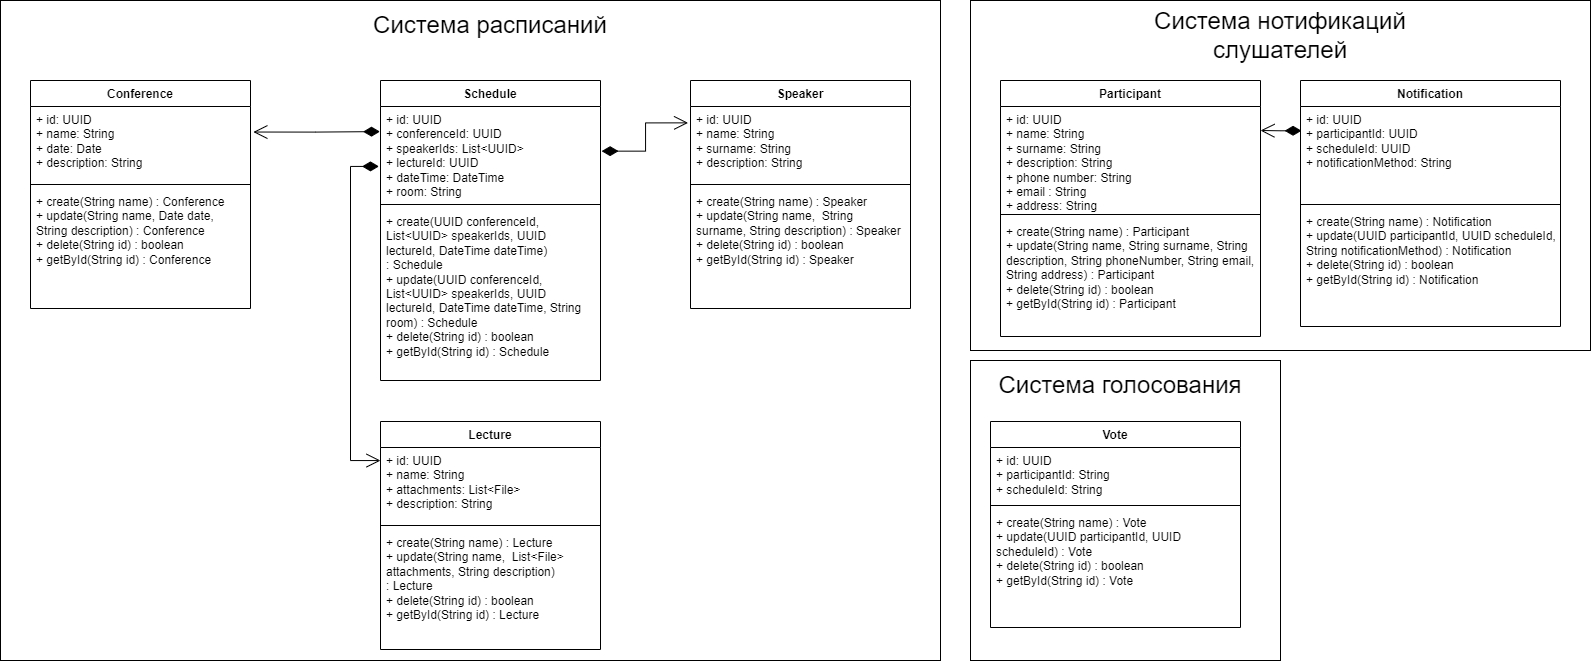 Система расписаний
Conference
+ id: UUID
+ name: String
+ date: Date
+ description: String
+ create(String name) : Conference
+ update(String name, Date date,
String description) : Conference
+ delete(String id) : boolean
+ getById(String id) : Conference
Schedule
+ id: UUID
+ conferenceId: UUID
+ speakerIds: List<UUID>
+ lectureId: UUID
+ dateTime: DateTime
+ room: String
+ create(UUID conferenceId,
List<UUID> speakerIds, UUID
lectureId, DateTime dateTime)
: Schedule
+ update(UUID conferenceId,
List<UUID> speakerIds, UUID
lectureId, DateTime dateTime, String
room) : Schedule
+ delete(String id) : boolean
+ getById(String id) : Schedule
Speaker
+ id: UUID
+ name: String
+ surname: String
+ description: String
+ create(String name) : Speaker
+ update(String name,  String
surname, String description) : Speaker
+ delete(String id) : boolean
+ getById(String id) : Speaker
Lecture
+ id: UUID
+ name: String
+ attachments: List<File>
+ description: String
+ create(String name) : Lecture
+ update(String name,  List<File>
attachments, String description)
: Lecture
+ delete(String id) : boolean
+ getById(String id) : Lecture
Система нотификаций
слушателей
Participant
+ id: UUID
+ name: String
+ surname: String
+ description: String
+ phone number: String
+ email : String
+ address: String
+ create(String name) : Participant
+ update(String name, String surname, String
description, String phoneNumber, String email,
String address) : Participant
+ delete(String id) : boolean
+ getById(String id) : Participant
Notification
+ id: UUID
+ participantId: UUID
+ scheduleId: UUID
+ notificationMethod: String
+ create(String name) : Notification
+ update(UUID participantId, UUID scheduleId,
String notificationMethod) : Notification
+ delete(String id) : boolean
+ getById(String id) : Notification
Система голосования
Vote
+ id: UUID
+ participantId: String
+ scheduleId: String
+ create(String name) : Vote
+ update(UUID participantId, UUID
scheduleId) : Vote
+ delete(String id) : boolean
+ getById(String id) : Vote